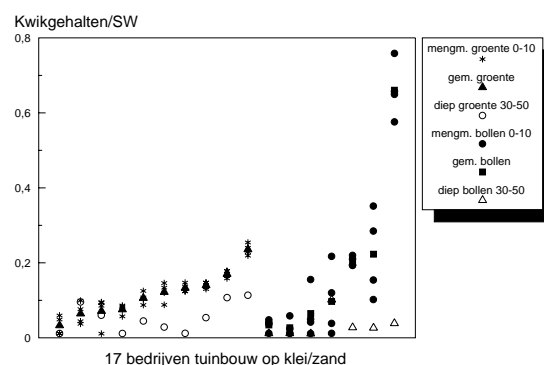 Kwikgehalten/SW
0,8
0,6
0,4
0,2
0
17 bedrijven tuinbouw op klei/zand
mengm. groente 0-10
gem. groente
diep groente 30-50
mengm. bollen 0-10
gem. bollen
diep bollen 30-50